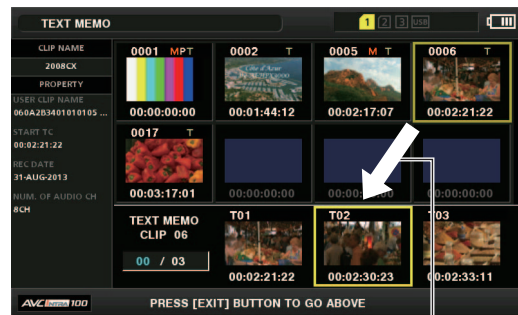 TEXT MEMO
1 2 3 USB
CLIP NAME
2008CX
PROPERTY
USER CLIP NAME
060A2B3401010105 ...
START TC
00:02:21:22
REC DATE
31-AUG-2013
NUM. OF AUDIO CH
8CH
0001 MPT
0002 T
0005 M T
0006 T
00:00:00:00
00:01:44:12
00:02:17:07
00:02:21:22
0017 T
00:03:17:01
00:00:00:00
00:00:00:00
TEXT MEMO
CLIP 06
00 / 03
T01
T02
T03
00:02:21:22
00:02:30:23
00:02:33:11
AVC INTRA 100
PRESS [EXIT] BUTTON TO GO ABOVE